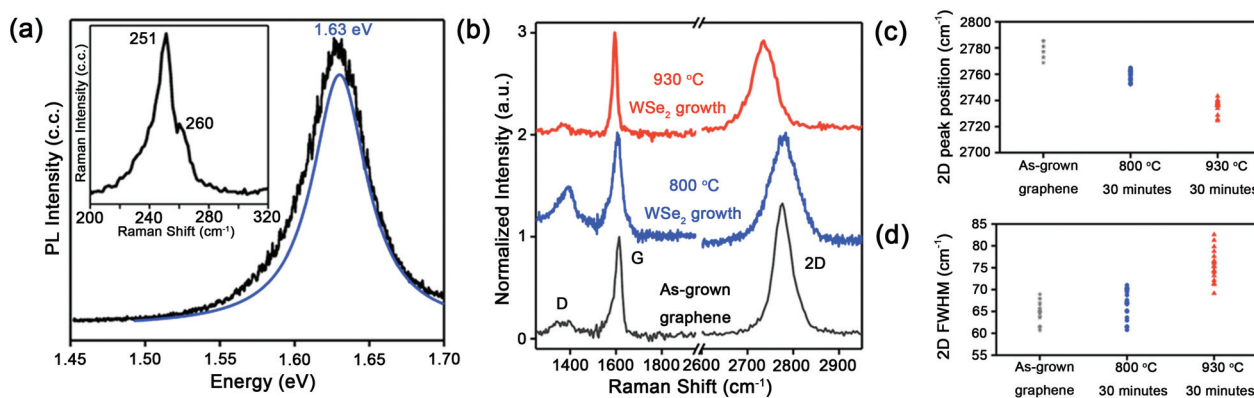 (a)
PL Intensity (c.c.)
Energy (eV)
1.45
1.50
1.55
1.60
1.65
1.70
1.63 eV
Raman Intensity (c.c.)
251
260
200
240
280
320
Raman Shift (cm⁻¹)
(b)
Normalized Intensity (a.u.)
3
2
1
0
930 °C
WSe₂ growth
800 °C
WSe₂ growth
As-grown
graphene
D
G
2D
1400
1600
1800
2600
2700
2800
2900
Raman Shift (cm⁻¹)
(c)
2D peak position (cm⁻¹)
2800
2780
2760
2740
2720
2700
As-grown
graphene
800 °C
30 minutes
930 °C
30 minutes
(d)
2D FWHM (cm⁻¹)
85
80
75
70
65
60
55
As-grown
graphene
800 °C
30 minutes
930 °C
30 minutes